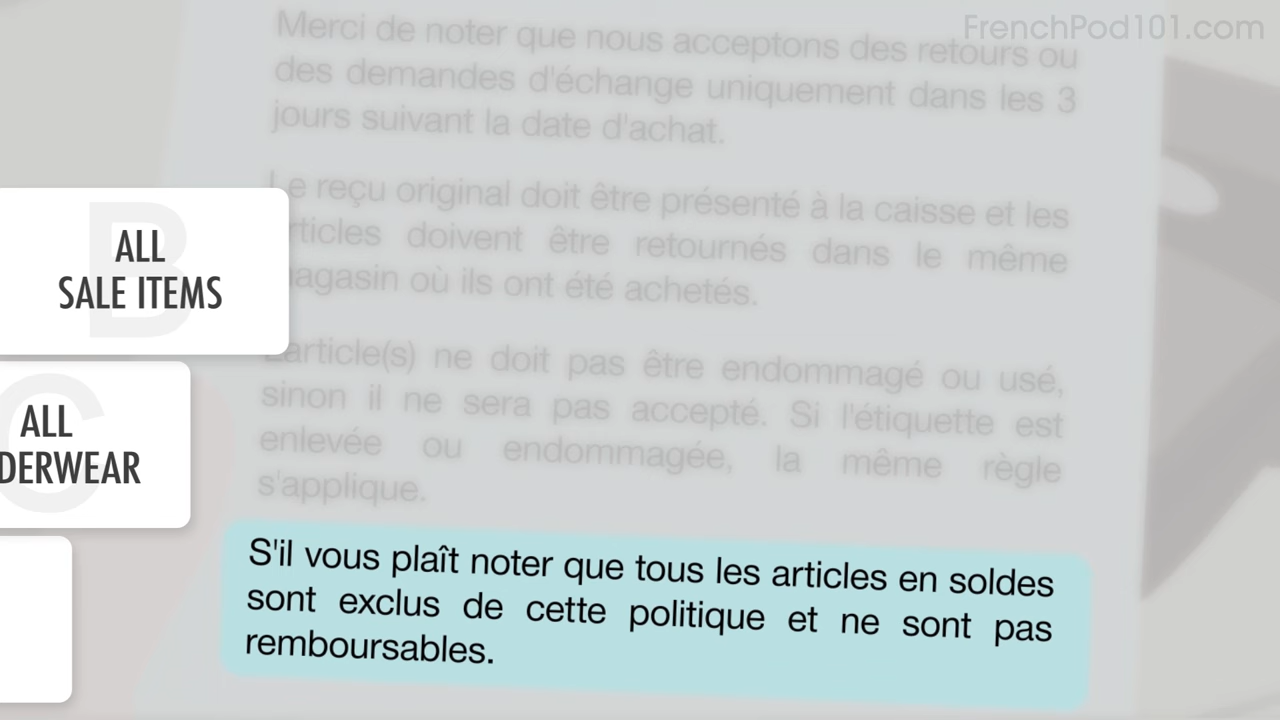 FrenchPod101.com
Merci de noter que nous acceptons des retours ou
des demandes d'échange uniquement dans les 3
jours suivant la date d'achat.
Le reçu original doit être présenté à la caisse et les
rticles doivent être retournés dans le même
agasin où ils ont été achetés.
L'article(s) ne doit pas être endommagé ou usé,
sinon il ne sera pas accepté. Si l'étiquette est
enlevée ou endommagée, la même règle
s'applique.
S'il vous plaît noter que tous les articles en soldes
sont exclus de cette politique et ne sont pas
remboursables.
B
ALL
SALE ITEMS
C
ALL
DERWEAR